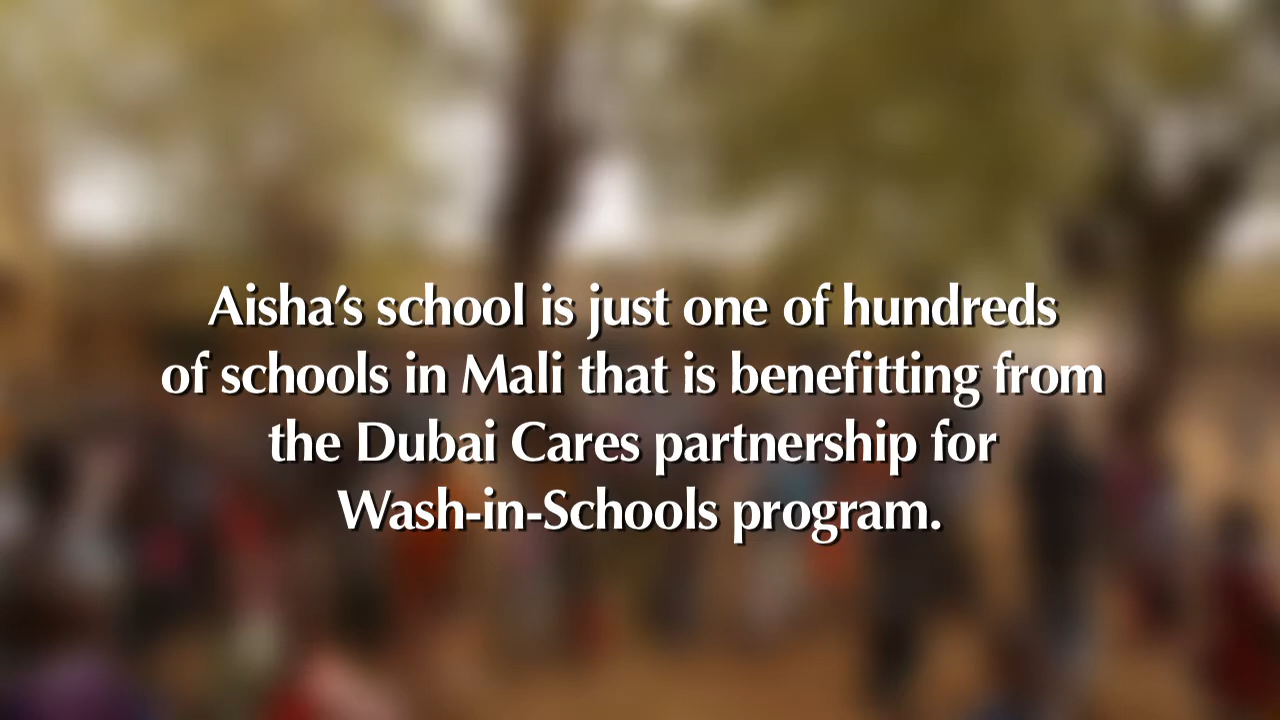 Aisha’s school is just one of hundreds
of schools in Mali that is benefitting from
the Dubai Cares partnership for
Wash-in-Schools program.